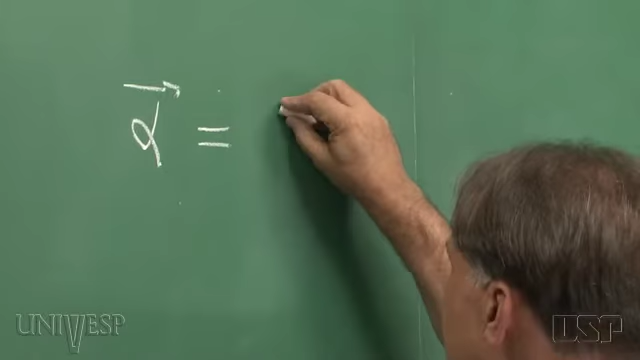 α⃗ =
UNIVESP
USP